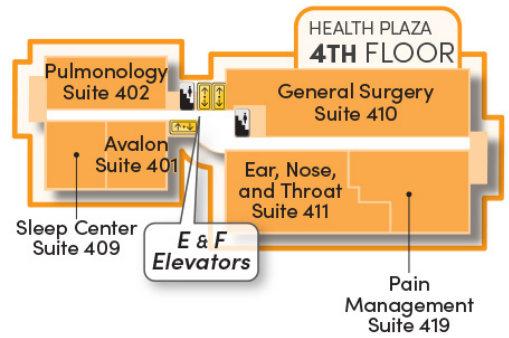 HEALTH PLAZA
4TH FLOOR
Pulmonology
Suite 402
General Surgery
Suite 410
Avalon
Suite 401
Ear, Nose,
and Throat
Suite 411
Sleep Center
Suite 409
E & F
Elevators
Pain
Management
Suite 419